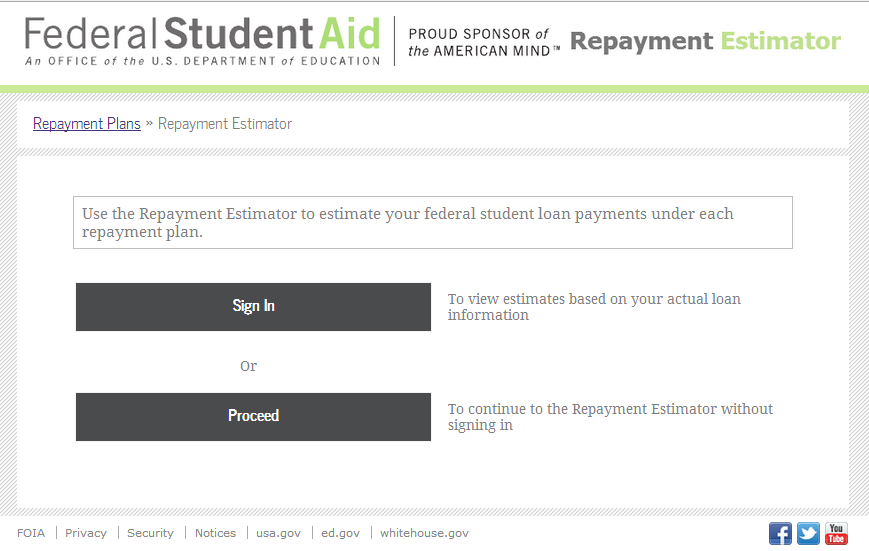 Federal Student Aid
An OFFICE of the U.S. DEPARTMENT of EDUCATION
PROUD SPONSOR of
the AMERICAN MIND™
Repayment Estimator
Repayment Plans » Repayment Estimator
Use the Repayment Estimator to estimate your federal student loan payments under each
repayment plan.
Sign In
To view estimates based on your actual loan
information
Or
Proceed
To continue to the Repayment Estimator without
signing in
FOIA | Privacy | Security | Notices | usa.gov | ed.gov | whitehouse.gov
f
You
Tube